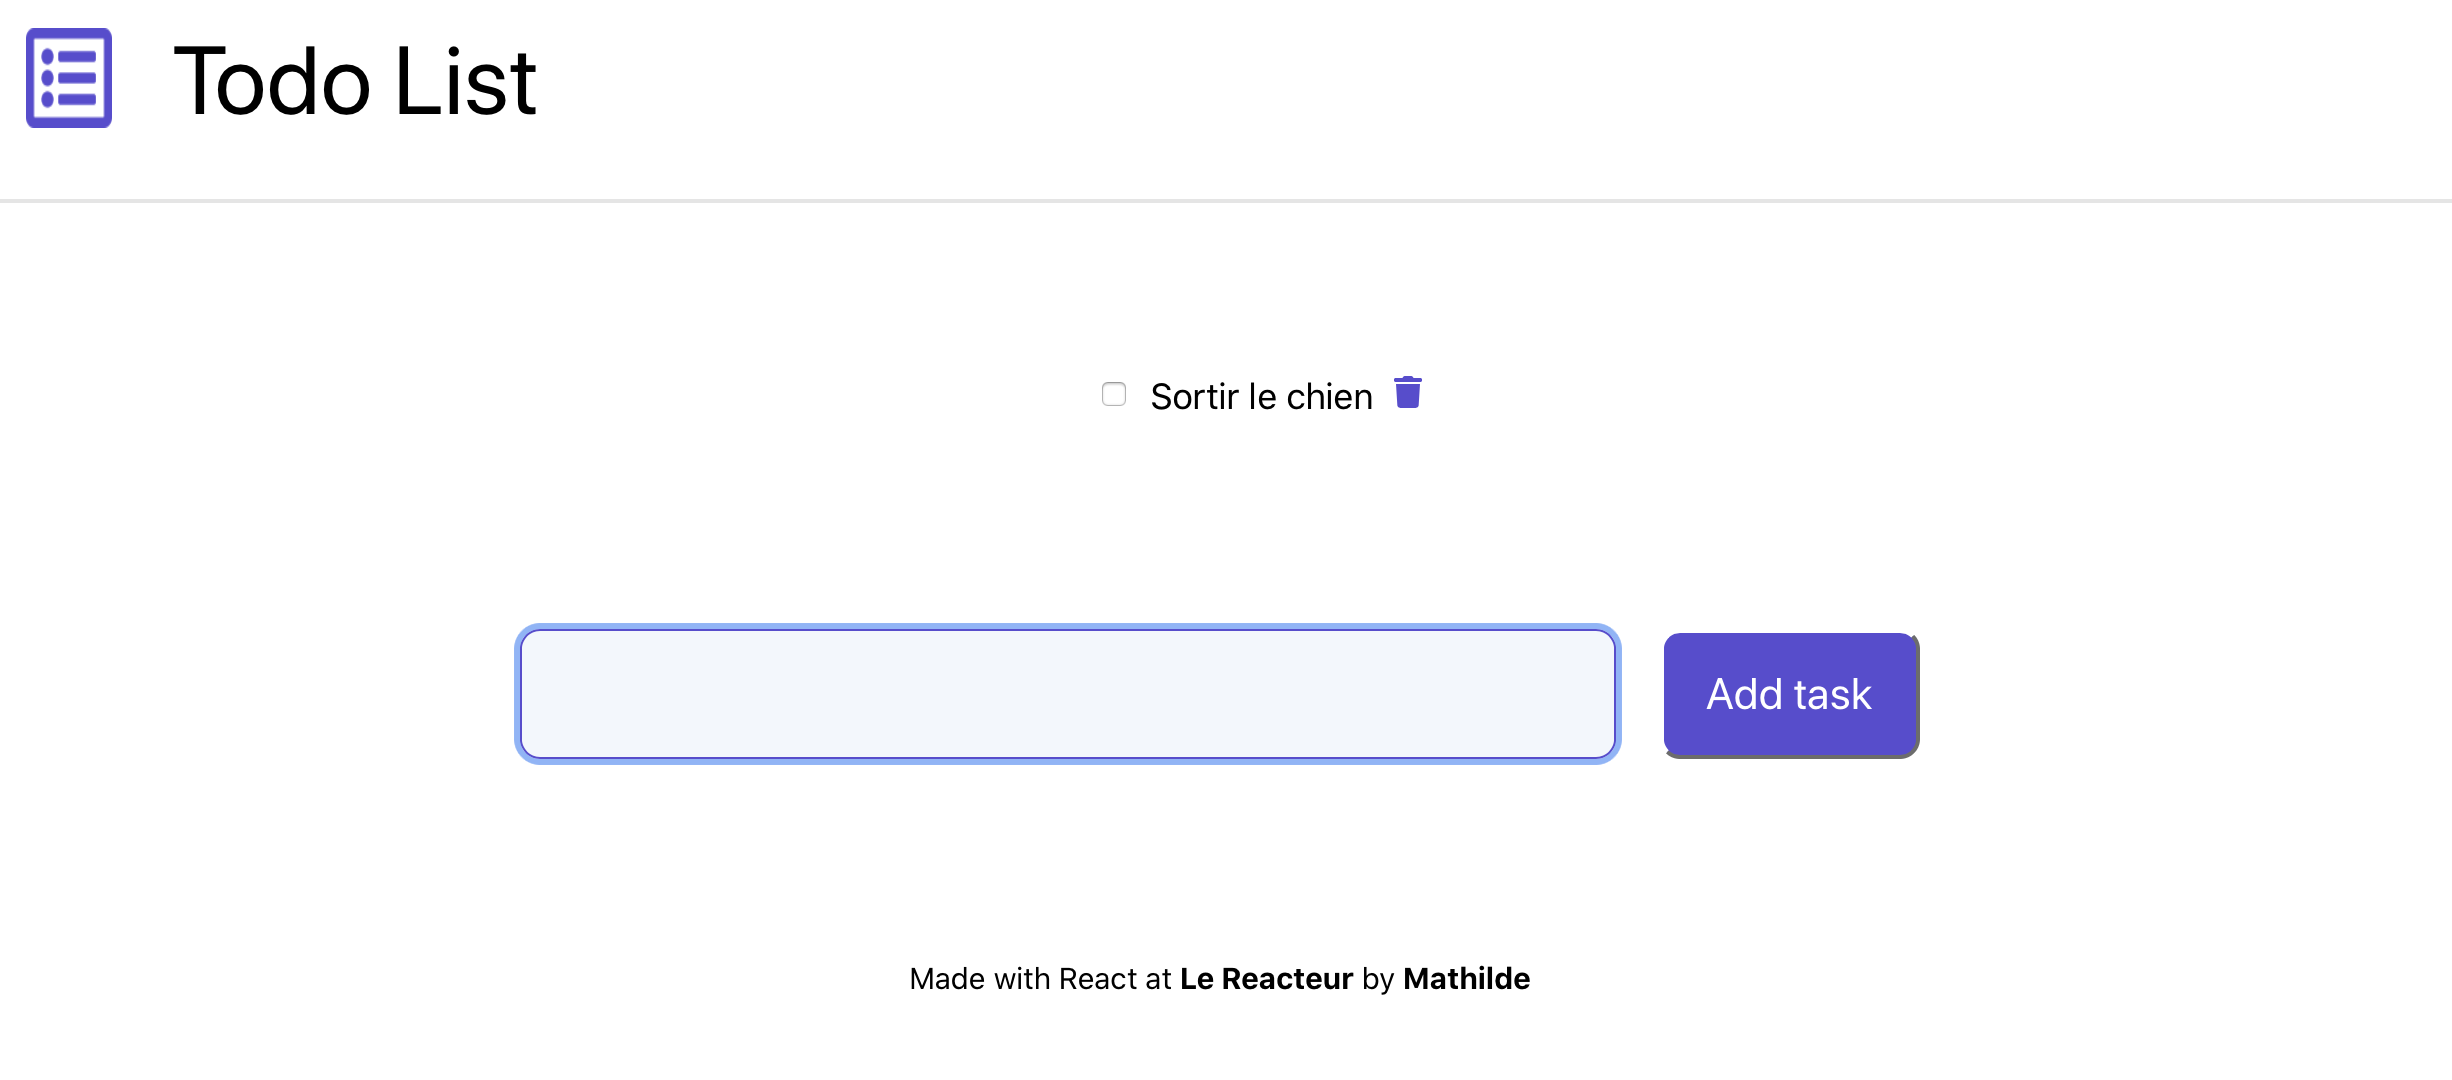 Todo List
Sortir le chien
Add task
Made with React at Le Reacteur by Mathilde